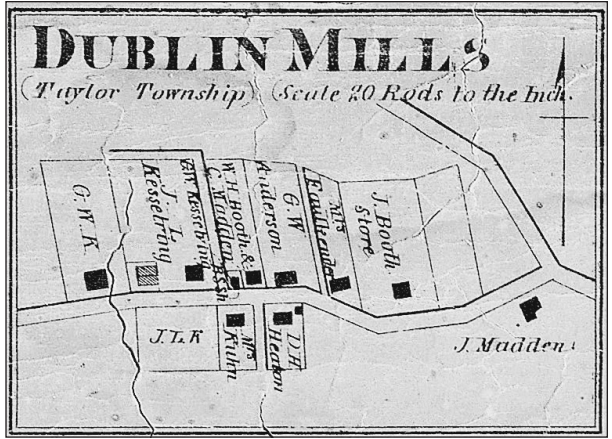 DUBLIN MILLS
(Taylor Township) (Scale 20 Rods to the Inch.
G. W. K
J. L
Kesselring
G.W. Kesselring
W. H. Booth &
C. Madden B.S.Sh
G. W
Anderson
Mrs
Faulkender
J. Booth
Store
J. L. K
Mrs
Kuhn
D. H.
Heaton
J. Madden